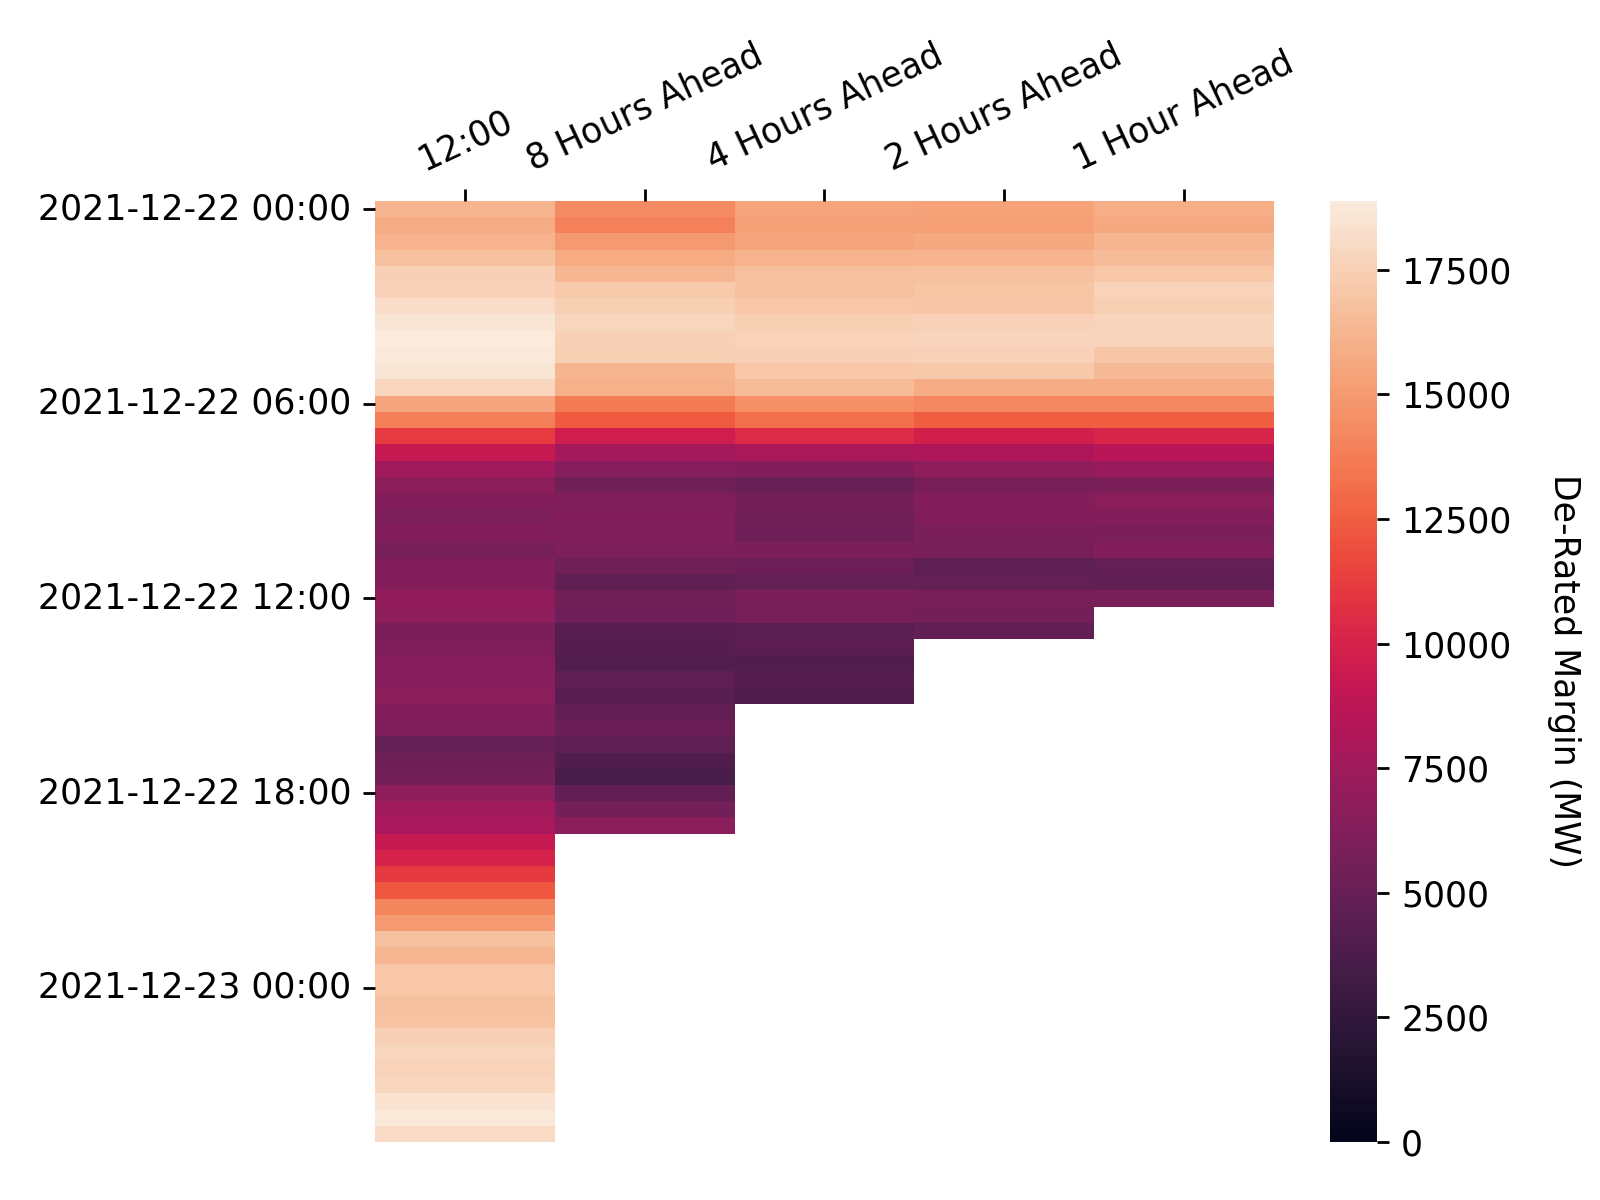 12:00
8 Hours Ahead
4 Hours Ahead
2 Hours Ahead
1 Hour Ahead
2021-12-22 00:00
2021-12-22 06:00
2021-12-22 12:00
2021-12-22 18:00
2021-12-23 00:00
17500
15000
12500
10000
7500
5000
2500
0
De-Rated Margin (MW)